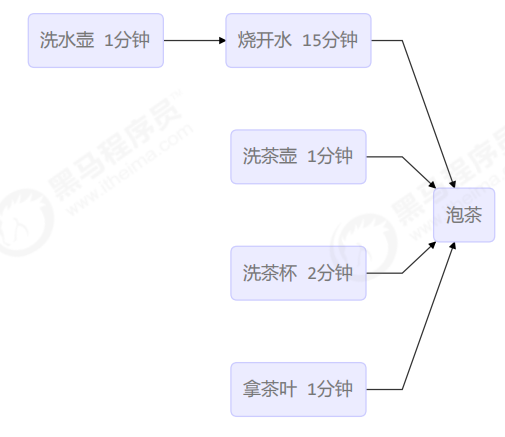 洗水壶 1分钟
烧开水 15分钟
洗茶壶 1分钟
泡茶
洗茶杯 2分钟
拿茶叶 1分钟
黑马程序员
www.itheima.com
黑马程序员